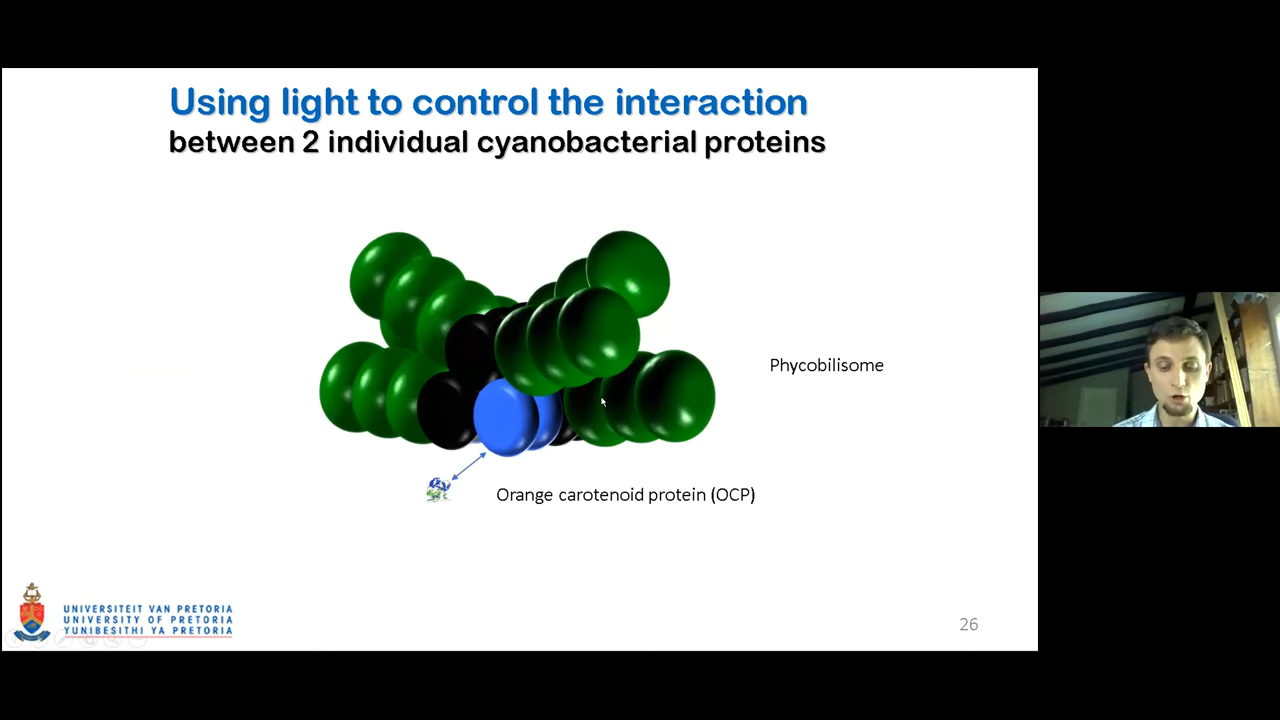 Using light to control the interaction
between 2 individual cyanobacterial proteins
Phycobilisome
Orange carotenoid protein (OCP)
UNIVERSITEIT VAN PRETORIA
UNIVERSITY OF PRETORIA
YUNIBESITHI YA PRETORIA
26